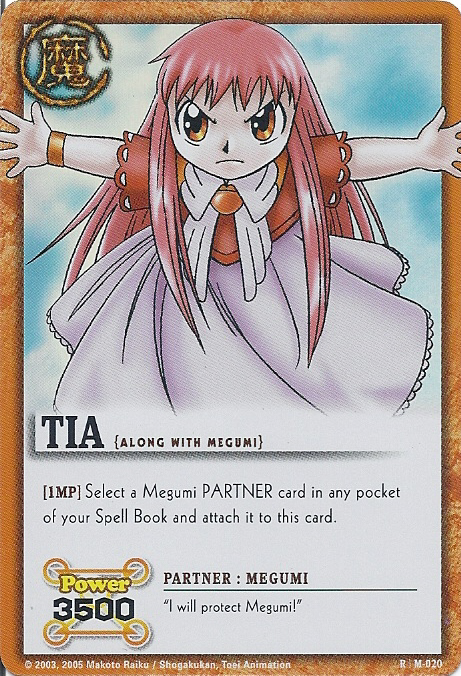 魔
TIA {ALONG WITH MEGUMI}
[1MP] Select a Megumi PARTNER card in any pocket
of your Spell Book and attach it to this card.
Power
3500
PARTNER : MEGUMI
“I will protect Megumi!”
© 2003, 2005 Makoto Raiku / Shogakukan, Toei Animation
R | M-020